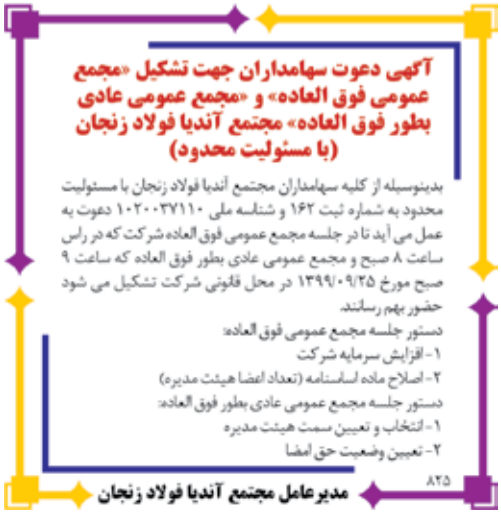 آگهی دعوت سهامداران جهت تشکیل «مجمع
عمومی فوق العاده» و «مجمع عمومی عادی
بطور فوق العاده» مجتمع آندیا فولاد زنجان
(با مسئولیت محدود)
بدینوسیله از کلیه سهامداران مجتمع آندیا فولاد زنجان با مسئولیت
محدود به شماره ثبت ۱۶۲ و شناسه ملی ۱۰۲۰۰۳۷۱۱۰ دعوت به
عمل می آید تا در جلسه مجمع عمومی فوق العاده شرکت که در راس
ساعت ۸ صبح و مجمع عمومی عادی بطور فوق العاده که ساعت ۹
صبح مورخ ۱۳۹۹/۰۹/۲۵ در محل قانونی شرکت تشکیل می شود
حضور بهم رسانند.
دستور جلسه مجمع عمومی فوق العاده:
۱- افزایش سرمایه شرکت
۲- اصلاح ماده اساسنامه (تعداد اعضا هیئت مدیره)
دستور جلسه مجمع عمومی عادی بطور فوق العاده:
۱- انتخاب و تعیین سمت هیئت مدیره
۲- تعیین وضعیت حق امضا
۸۲۵
مدیرعامل مجتمع آندیا فولاد زنجان